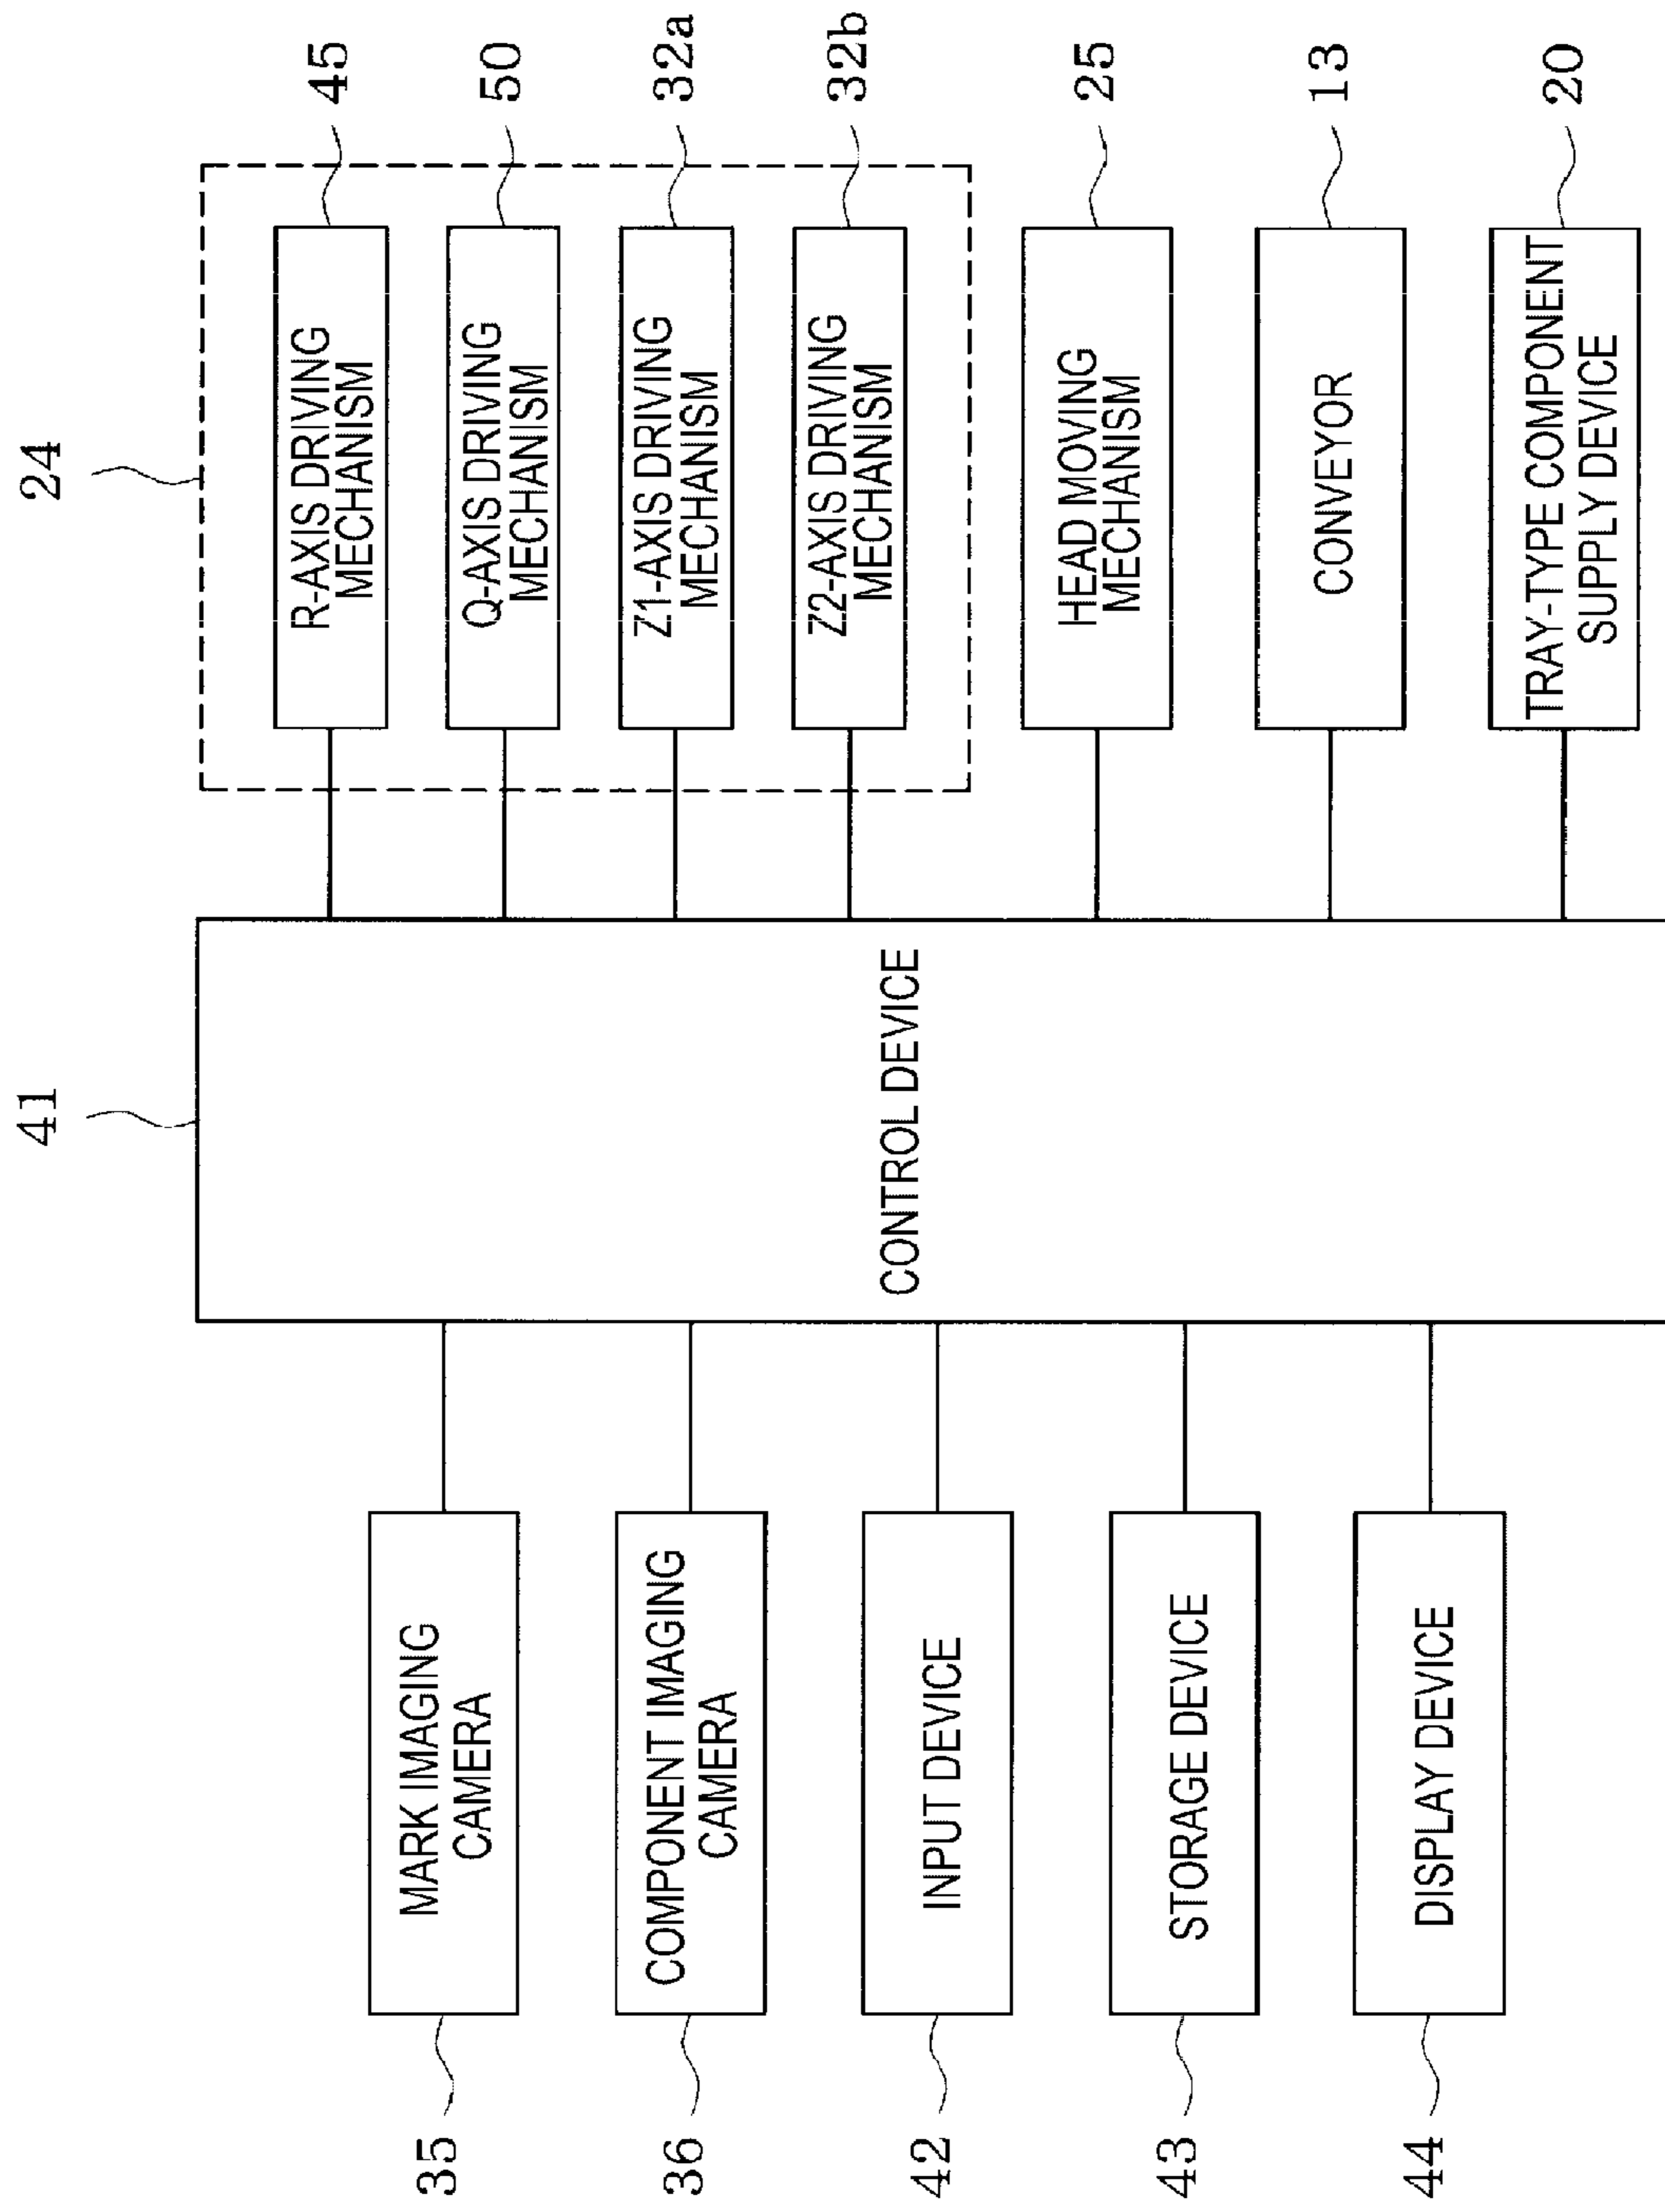 41
24
35
MARK IMAGING
CAMERA
36
COMPONENT IMAGING
CAMERA
42
INPUT DEVICE
43
STORAGE DEVICE
44
DISPLAY DEVICE
CONTROL DEVICE
R-AXIS DRIVING
MECHANISM
45
Q-AXIS DRIVING
MECHANISM
50
Z1-AXIS DRIVING
MECHANISM
32a
Z2-AXIS DRIVING
MECHANISM
32b
HEAD MOVING
MECHANISM
25
CONVEYOR
13
TRAY-TYPE COMPONENT
SUPPLY DEVICE
20